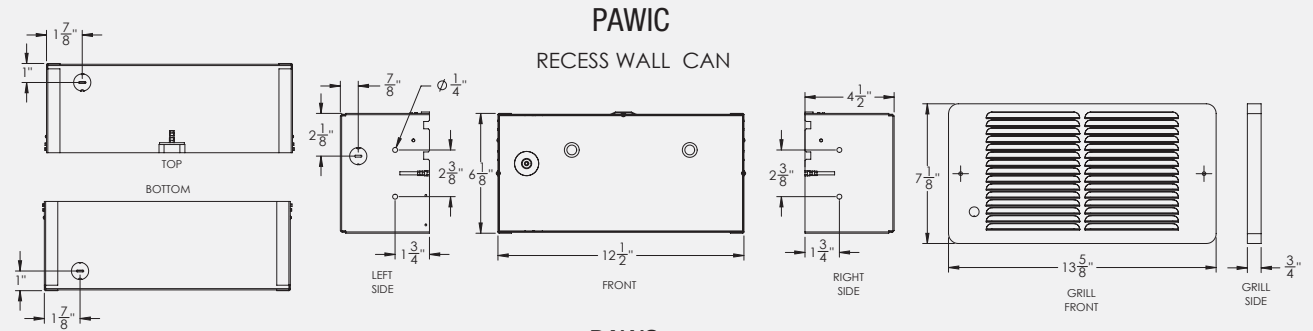 PAWIC
RECESS WALL CAN
1 7/8"
1"
TOP
BOTTOM
1"
1 7/8"
7/8"
Ø 1/4"
2 1/8"
2 3/8"
1 3/4"
LEFT
SIDE
6 1/8"
12 1/2"
FRONT
4 1/2"
2 3/8"
1 3/4"
RIGHT
SIDE
7 1/8"
13 5/8"
GRILL
FRONT
3/4"
GRILL
SIDE